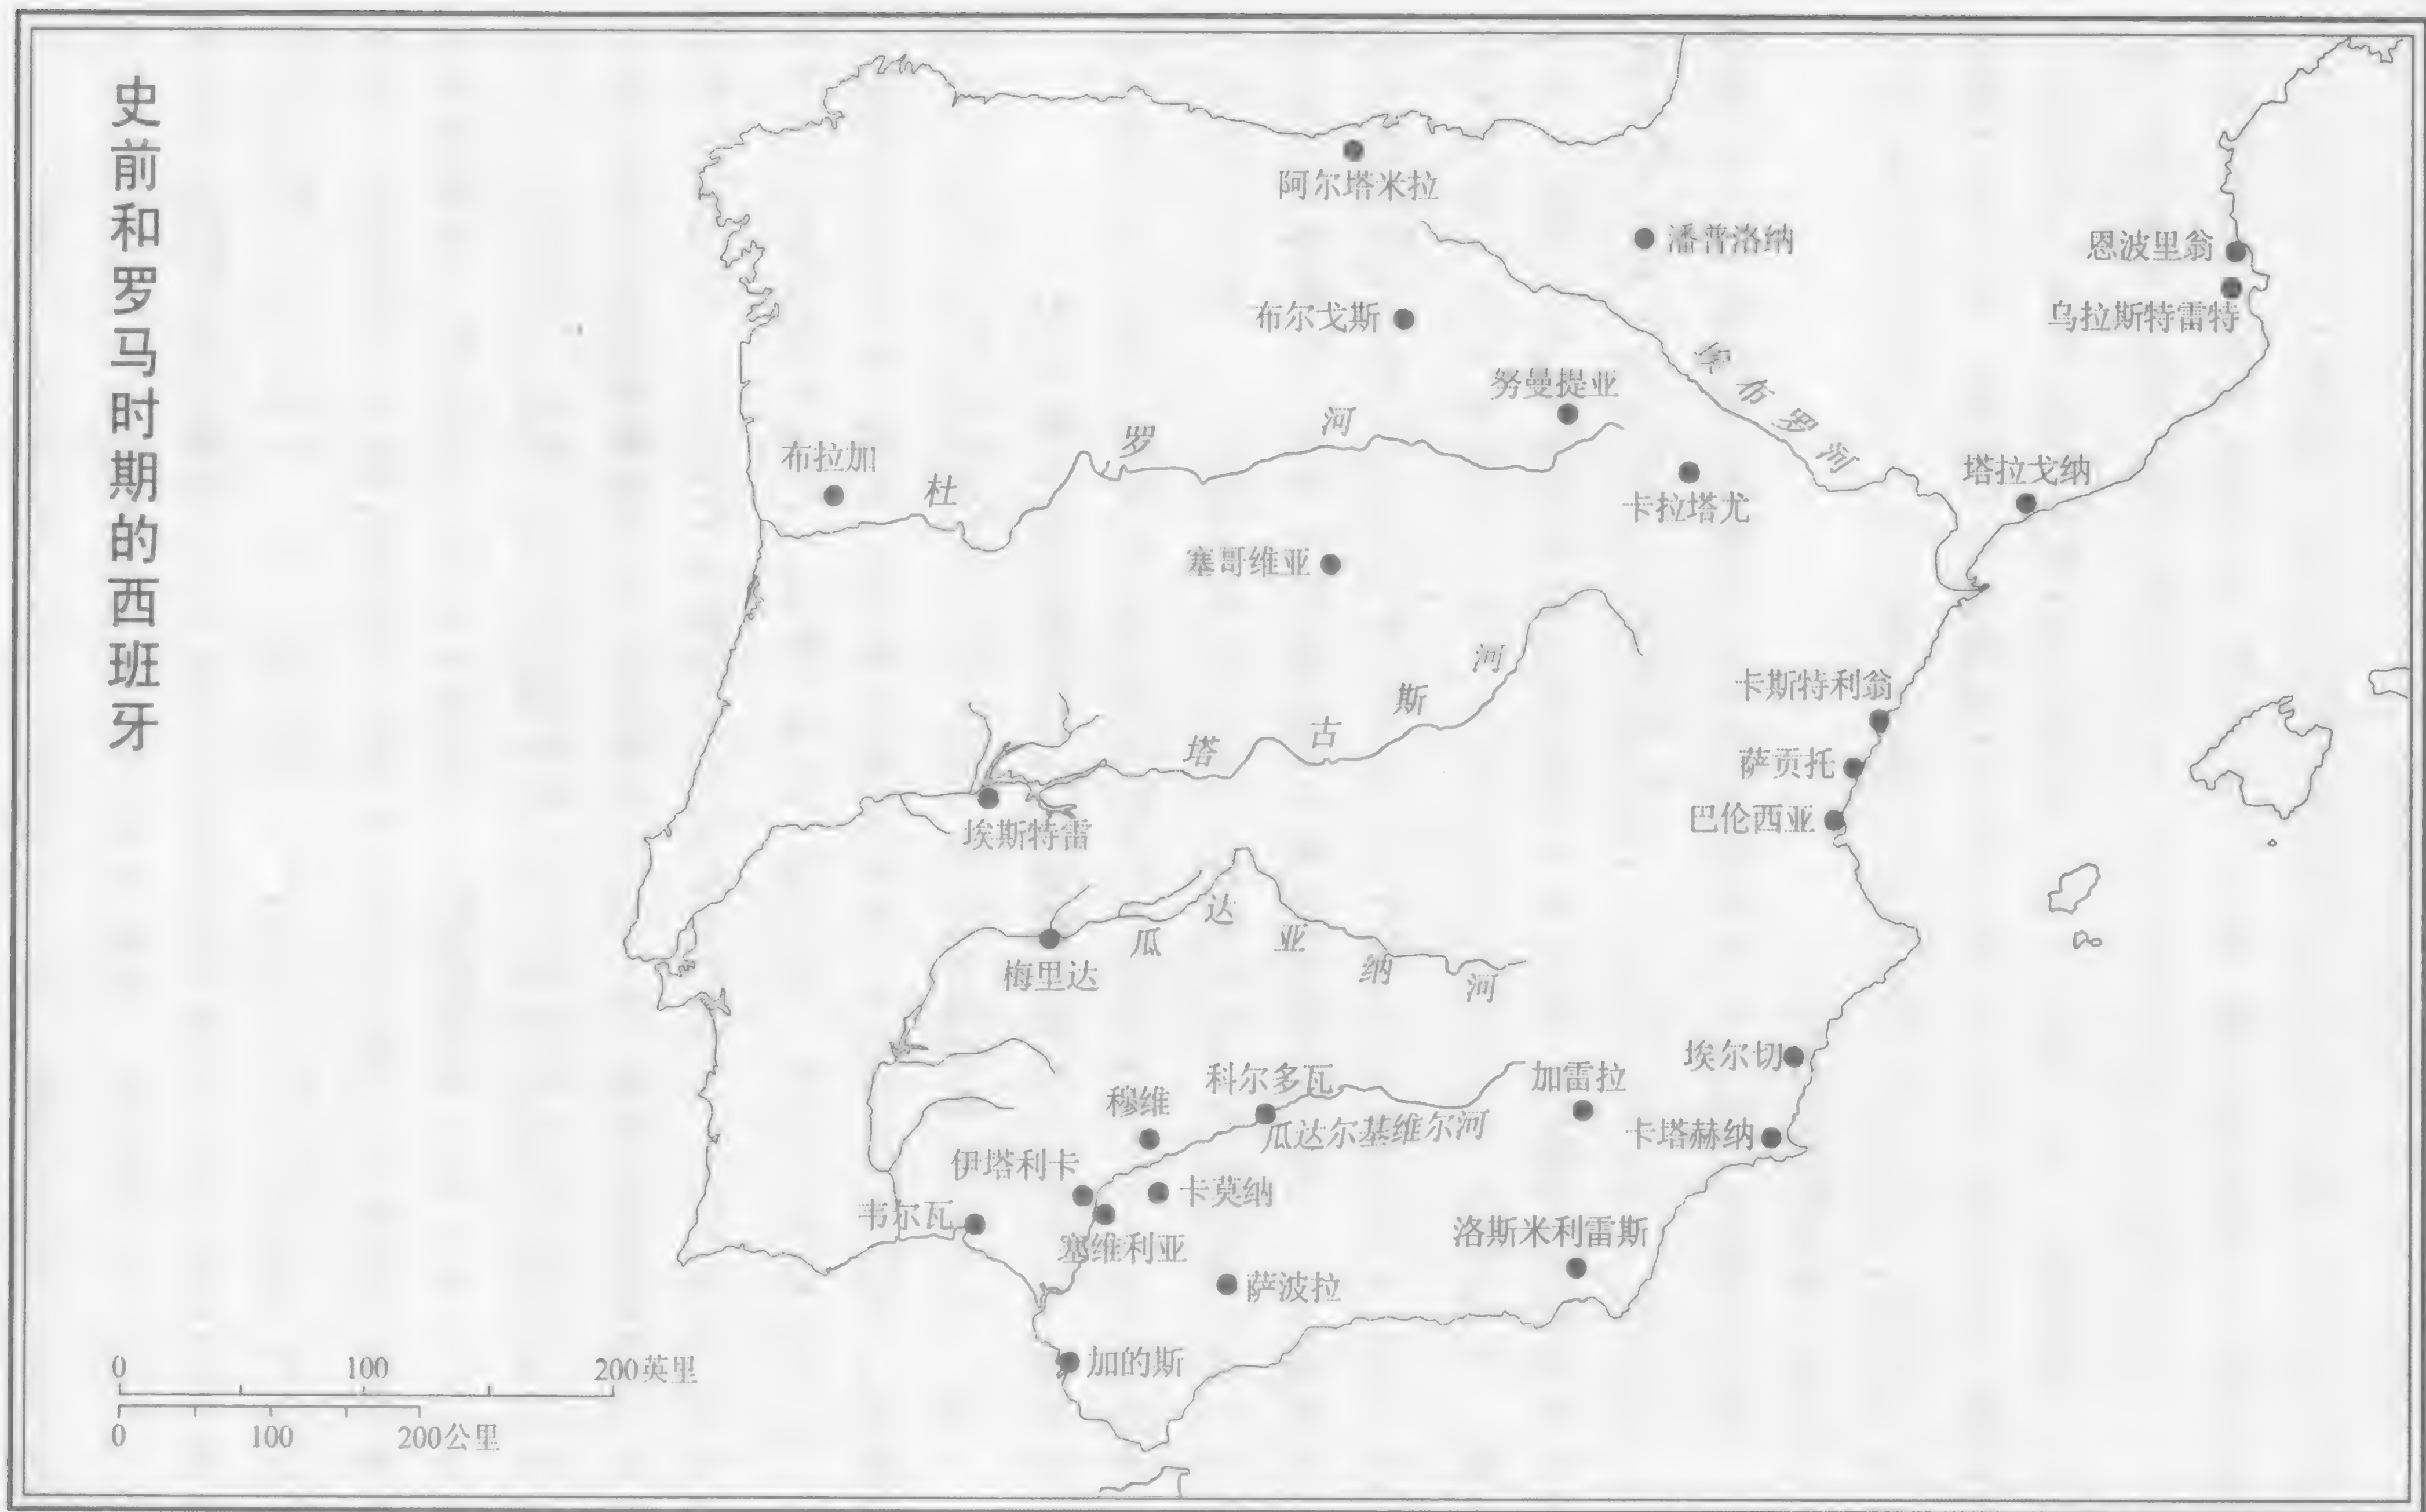 史前和罗马时期的西班牙
阿尔塔米拉
潘普洛纳
恩波里翁
乌拉斯特雷特
布尔戈斯
努曼提亚
埃布罗河
布拉加
杜罗河
卡拉塔尤
塔拉戈纳
塞哥维亚
卡斯特利翁
塔古斯河
萨贡托
巴伦西亚
埃斯特雷
瓜达亚纳河
梅里达
埃尔切
科尔多瓦
加雷拉
穆维
瓜达尔基维尔河
卡塔赫纳
伊塔利卡
卡莫纳
韦尔瓦
塞维利亚
洛斯米利雷斯
萨波拉
加的斯
0 100 200英里
0 100 200公里